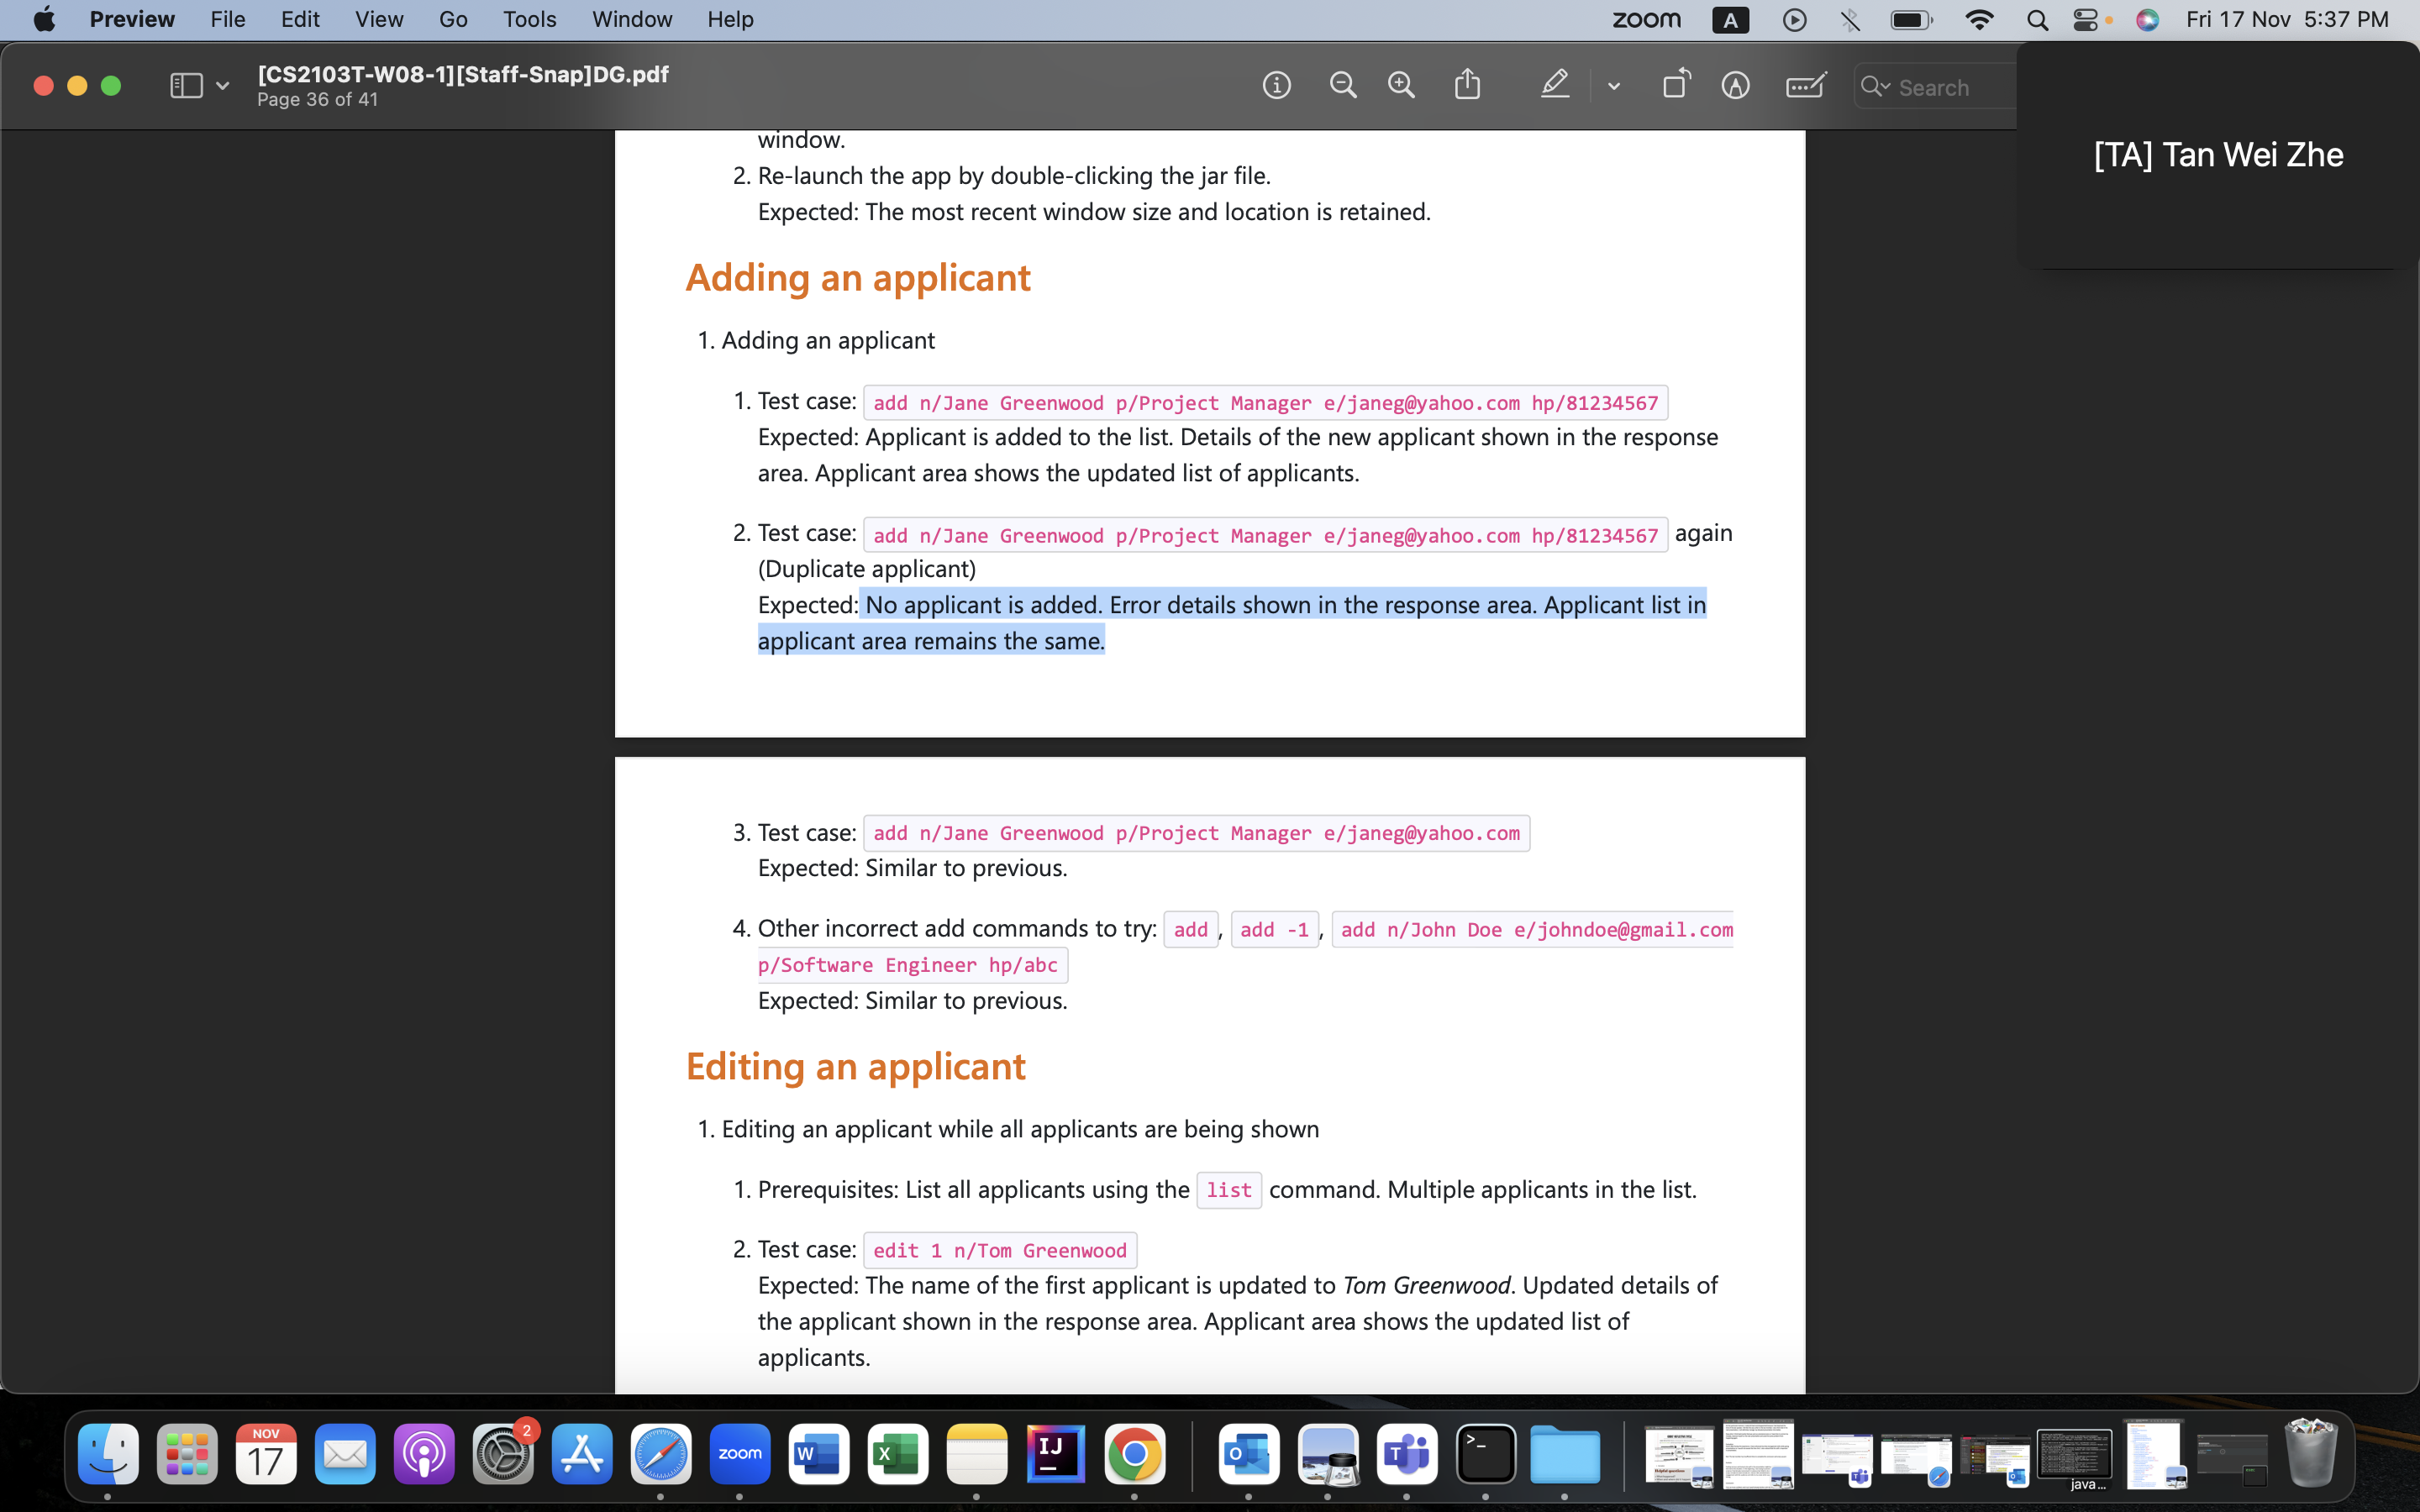 Preview File Edit View Go Tools Window Help zoom A Fri 17 Nov 5:37 PM
[CS2103T-W08-1][Staff-Snap]DG.pdf
Page 36 of 41
Search
[TA] Tan Wei Zhe
window.
2. Re-launch the app by double-clicking the jar file.
Expected: The most recent window size and location is retained.
Adding an applicant
1. Adding an applicant
1. Test case: add n/Jane Greenwood p/Project Manager e/janeg@yahoo.com hp/81234567
Expected: Applicant is added to the list. Details of the new applicant shown in the response
area. Applicant area shows the updated list of applicants.
2. Test case: add n/Jane Greenwood p/Project Manager e/janeg@yahoo.com hp/81234567 again
(Duplicate applicant)
Expected: No applicant is added. Error details shown in the response area. Applicant list in
applicant area remains the same.
3. Test case: add n/Jane Greenwood p/Project Manager e/janeg@yahoo.com
Expected: Similar to previous.
4. Other incorrect add commands to try: add, add -1, add n/John Doe e/johndoe@gmail.com
p/Software Engineer hp/abc
Expected: Similar to previous.
Editing an applicant
1. Editing an applicant while all applicants are being shown
1. Prerequisites: List all applicants using the list command. Multiple applicants in the list.
2. Test case: edit 1 n/Tom Greenwood
Expected: The name of the first applicant is updated to Tom Greenwood. Updated details of
the applicant shown in the response area. Applicant area shows the updated list of
applicants.
NOV
17
2
zoom
W
X
IJ
O
T
>_
java...